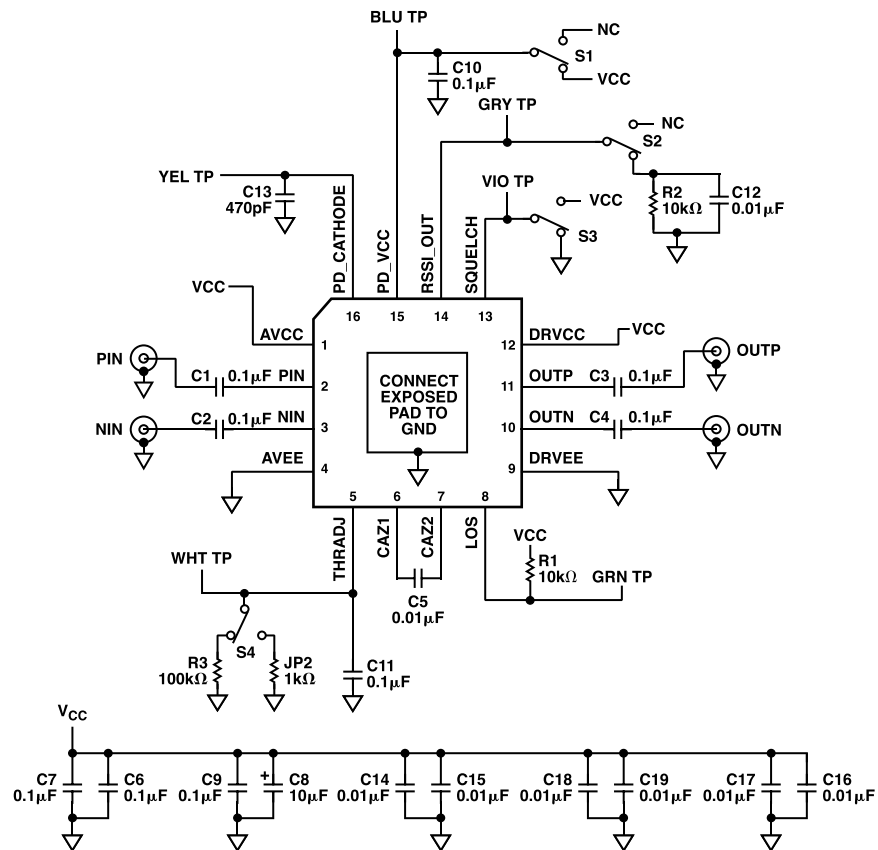 BLU TP
NC
S1
VCC
C10
0.1µF
GRY TP
NC
S2
R2
10kΩ
C12
0.01µF
YEL TP
C13
470pF
VIO TP
VCC
S3
PD_CATHODE
PD_VCC
RSSI_OUT
SQUELCH
16
15
14
13
VCC
AVCC
1
12
DRVCC
VCC
PIN
C1
0.1µF
PIN
2
11
OUTP
C3
0.1µF
OUTP
CONNECT
EXPOSED
PAD TO
GND
NIN
C2
0.1µF
NIN
3
10
OUTN
C4
0.1µF
OUTN
AVEE
4
9
DRVEE
5
6
7
8
THRADJ
CAZ1
CAZ2
LOS
C5
0.01µF
VCC
R1
10kΩ
GRN TP
WHT TP
S4
R3
100kΩ
JP2
1kΩ
C11
0.1µF
VCC
C7
0.1µF
C6
0.1µF
C9
0.1µF
+
C8
10µF
C14
0.01µF
C15
0.01µF
C18
0.01µF
C19
0.01µF
C17
0.01µF
C16
0.01µF